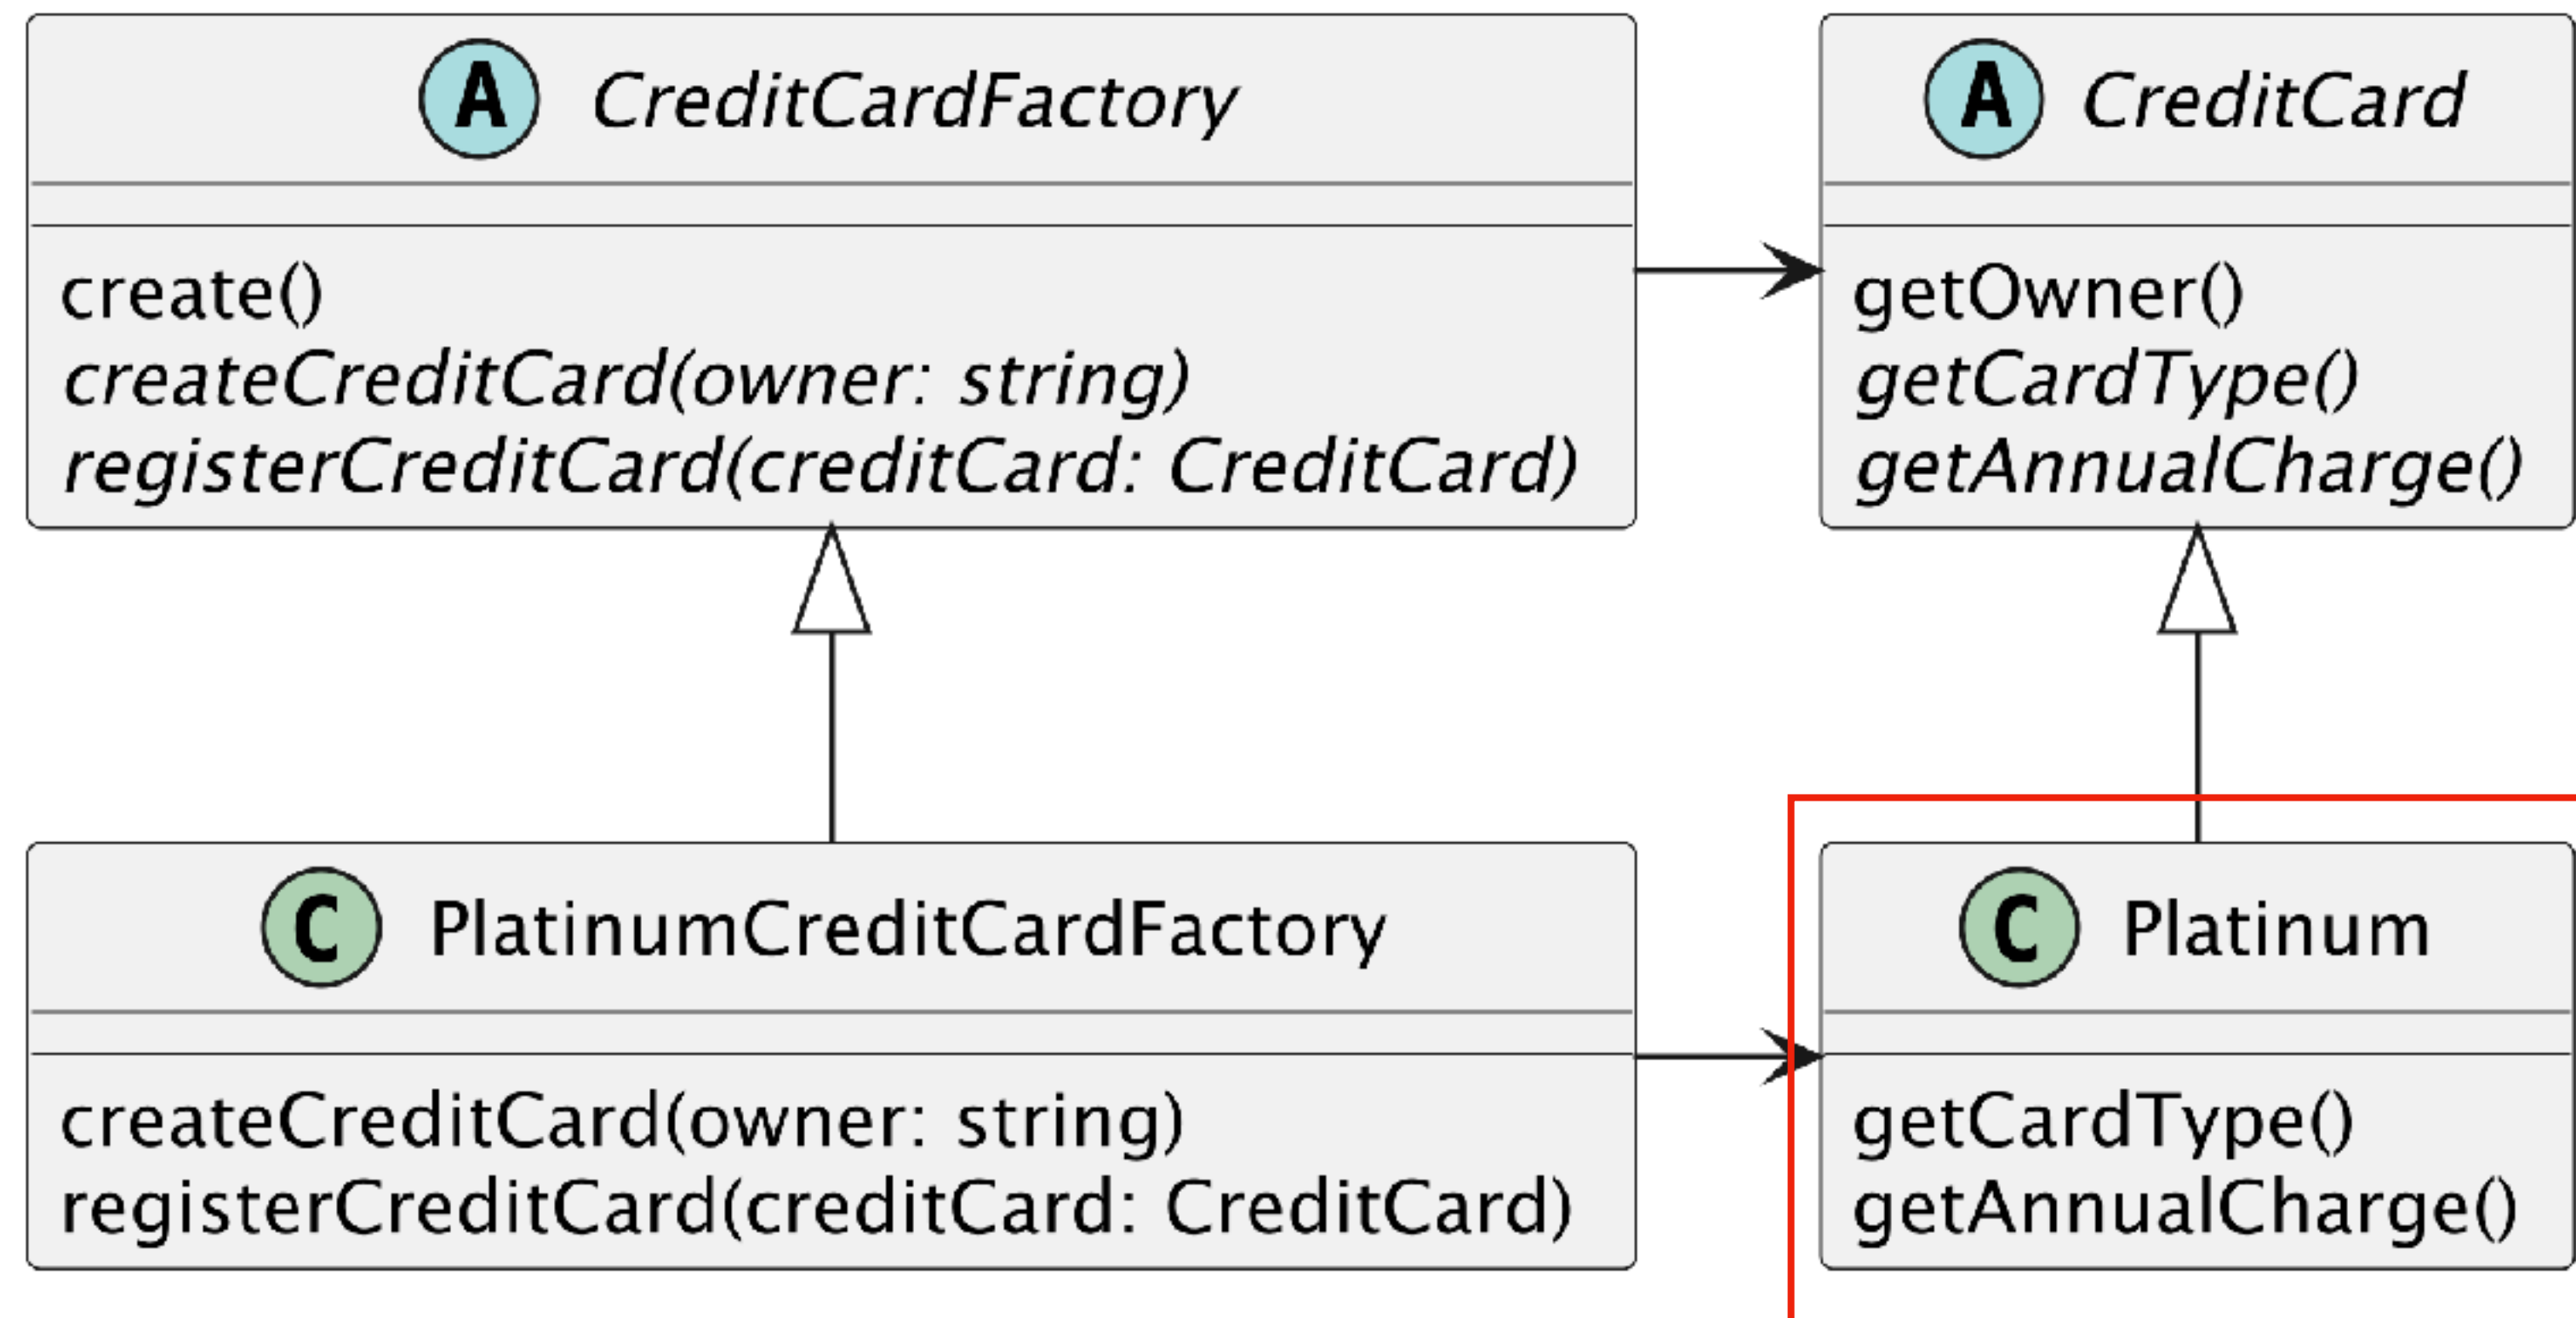 A CreditCardFactory
create()
createCreditCard(owner: string)
registerCreditCard(creditCard: CreditCard)
A CreditCard
getOwner()
getCardType()
getAnnualCharge()
C PlatinumCreditCardFactory
createCreditCard(owner: string)
registerCreditCard(creditCard: CreditCard)
C Platinum
getCardType()
getAnnualCharge()